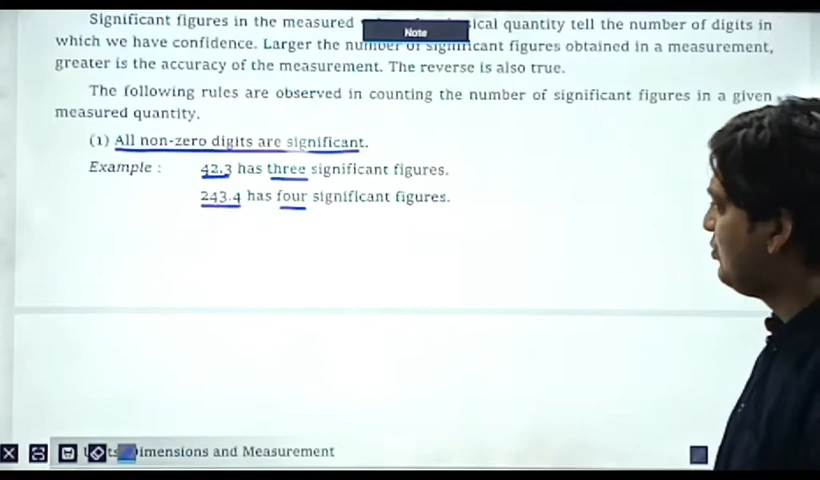 Significant figures in the measured ical quantity tell the number of digits in
Note
which we have confidence. Larger the number of significant figures obtained in a measurement,
greater is the accuracy of the measurement. The reverse is also true.
The following rules are observed in counting the number of significant figures in a given
measured quantity.
(1) All non-zero digits are significant.
Example : 42.3 has three significant figures.
243.4 has four significant figures.
imensions and Measurement